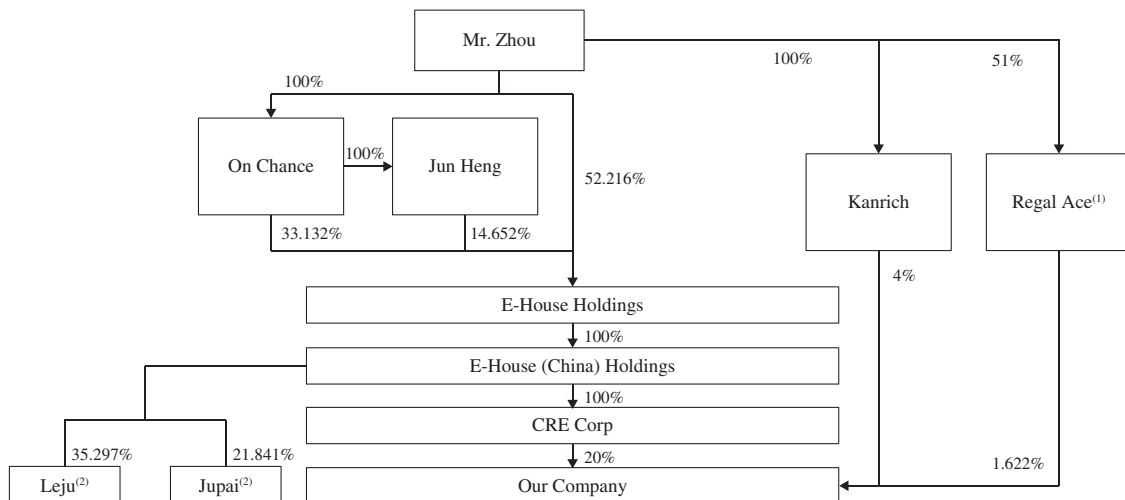 Mr. Zhou
100%
51%
100%
On Chance
100%
Jun Heng
52.216%
Kanrich
Regal Ace(1)
33.132%
14.652%
4%
E-House Holdings
100%
E-House (China) Holdings
100%
CRE Corp
35.297%
21.841%
20%
1.622%
Leju(2)
Jupai(2)
Our Company